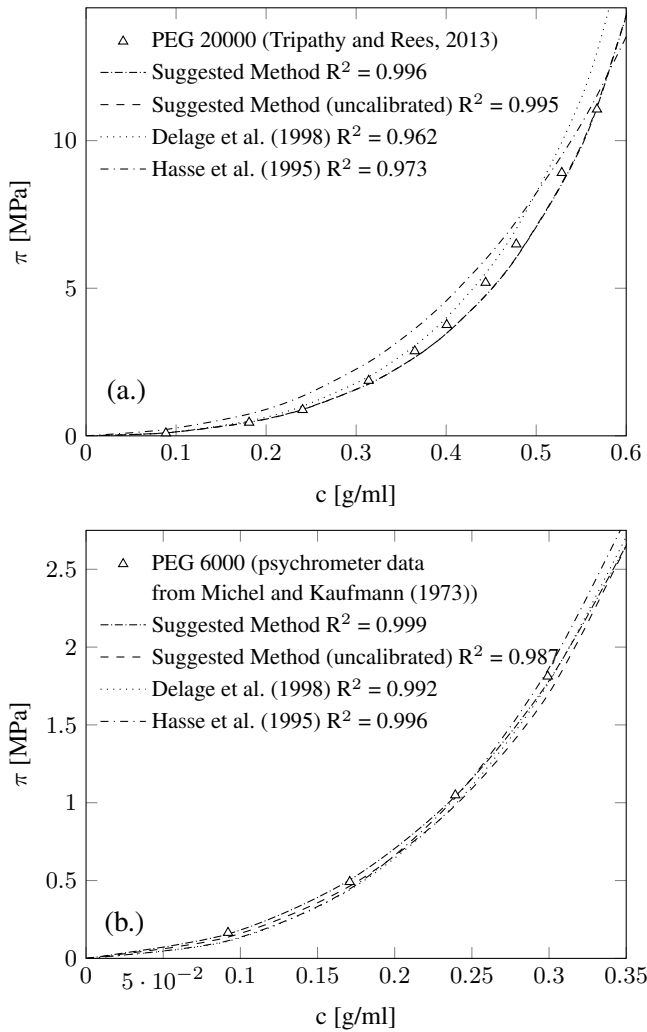 PEG 20000 (Tripathy and Rees, 2013)
Suggested Method R² = 0.996
Suggested Method (uncalibrated) R² = 0.995
Delage et al. (1998) R² = 0.962
Hasse et al. (1995) R² = 0.973
10
5
0
π [MPa]
(a.)
0 0.1 0.2 0.3 0.4 0.5 0.6
c [g/ml]
PEG 6000 (psychrometer data
from Michel and Kaufmann (1973))
Suggested Method R² = 0.999
Suggested Method (uncalibrated) R² = 0.987
Delage et al. (1998) R² = 0.992
Hasse et al. (1995) R² = 0.996
2.5
2
1.5
1
0.5
0
π [MPa]
(b.)
0 5 · 10⁻² 0.1 0.15 0.2 0.25 0.3 0.35
c [g/ml]